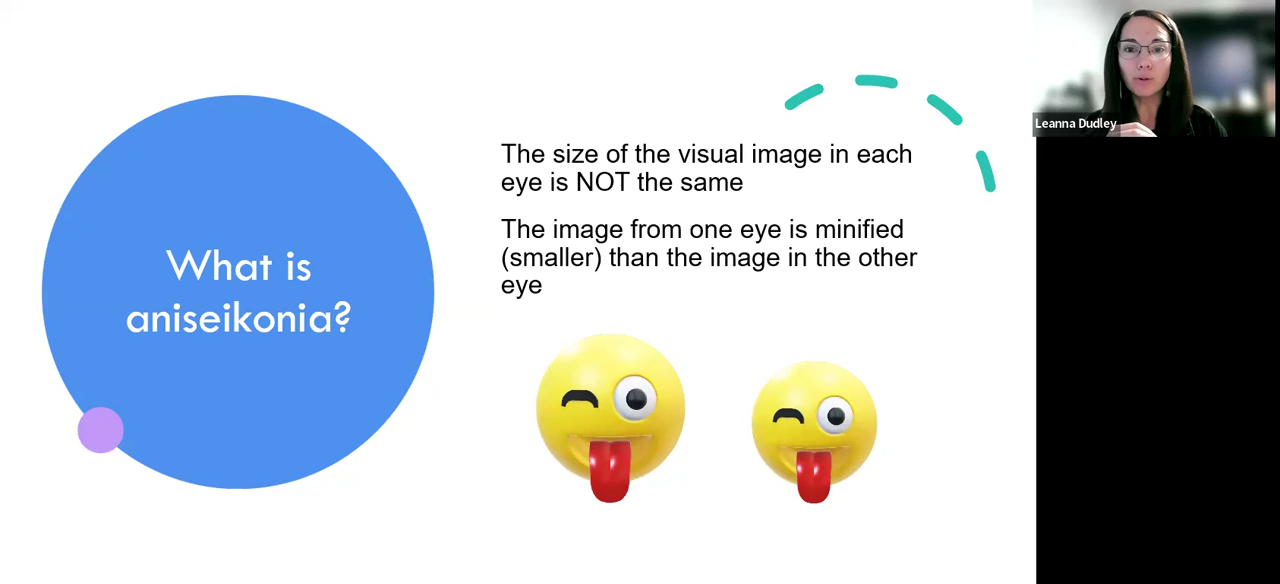 What is
aniseikonia?
The size of the visual image in each
eye is NOT the same
The image from one eye is minified
(smaller) than the image in the other
eye
Leanna Dudley